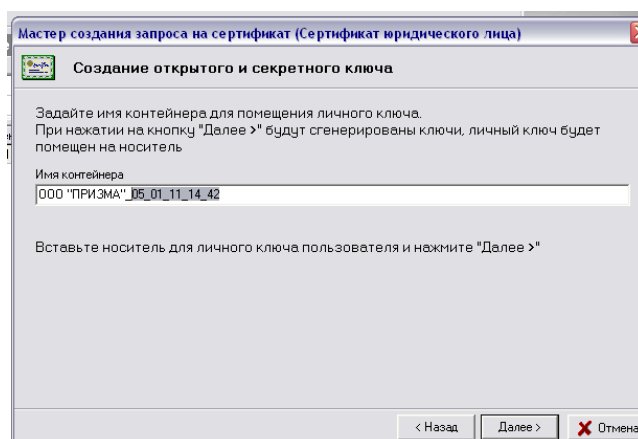 Мастер создания запроса на сертификат (Сертификат юридического лица)
Создание открытого и секретного ключа
Задайте имя контейнера для помещения личного ключа.
При нажатии на кнопку "Далее >" будут сгенерированы ключи, личный ключ будет
помещен на носитель
Имя контейнера
ООО "ПРИЗМА"_05_01_11_14_42
Вставьте носитель для личного ключа пользователя и нажмите "Далее >"
< Назад Далее > Отмена